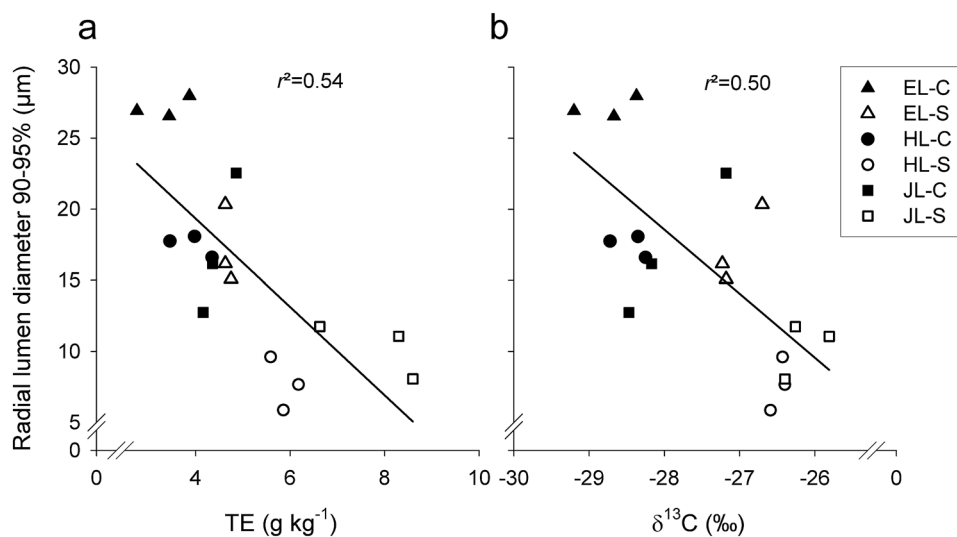 a
b
r²=0.54
r²=0.50
Radial lumen diameter 90-95% (µm)
30
25
20
15
10
5
0
0
4
6
8
10
TE (g kg⁻¹)
-30
-29
-28
-27
-26
0
δ¹³C (‰)
EL-C
EL-S
HL-C
HL-S
JL-C
JL-S